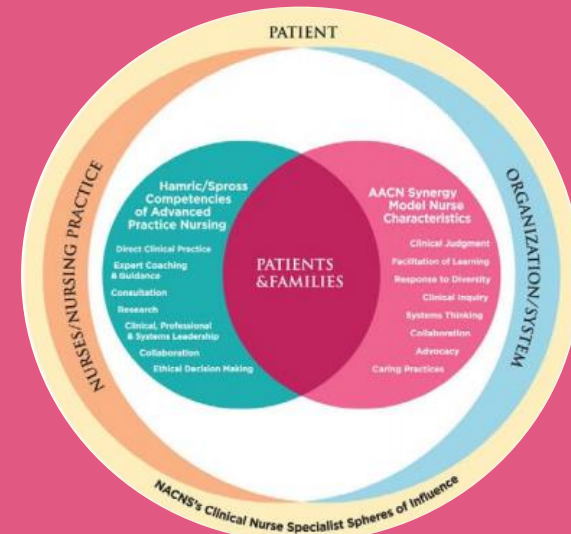 PATIENT
NURSES/NURSING PRACTICE
ORGANIZATION/SYSTEM
Hamric/Spross
Competencies
of Advanced
Practice Nursing
Direct Clinical Practice
Expert Coaching
& Guidance
Consultation
Research
Clinical, Professional
& Systems Leadership
Collaboration
Ethical Decision Making
PATIENTS
&FAMILIES
AACN Synergy
Model Nurse
Characteristics
Clinical Judgment
Facilitation of Learning
Response to Diversity
Clinical Inquiry
Systems Thinking
Collaboration
Advocacy
Caring Practices
NACNS's Clinical Nurse Specialist Spheres of Influence